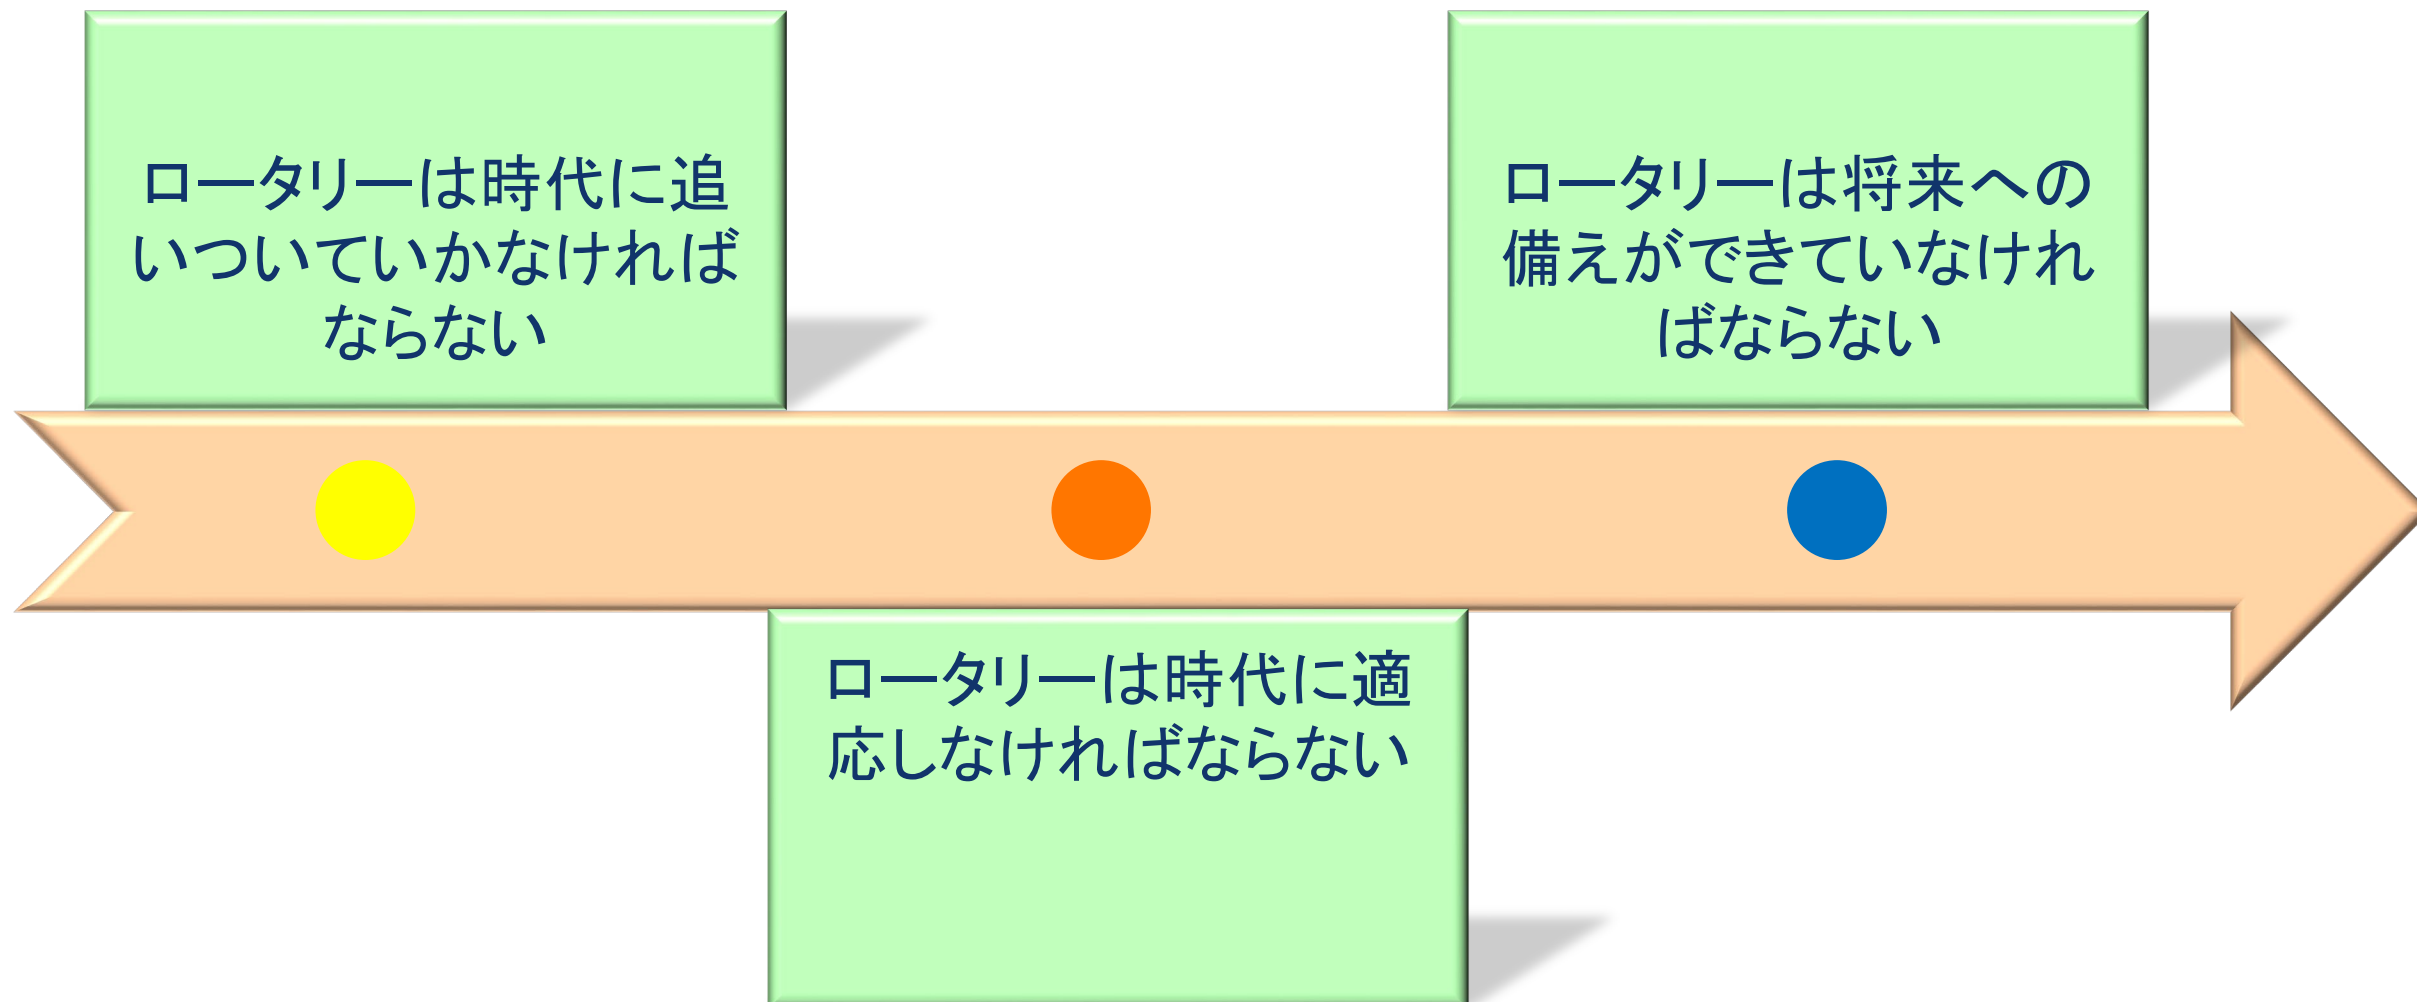 ロータリーは時代に追
いついていかなければ
ならない
ロータリーは時代に適
応しなければならない
ロータリーは将来への
備えができていなけれ
ばならない